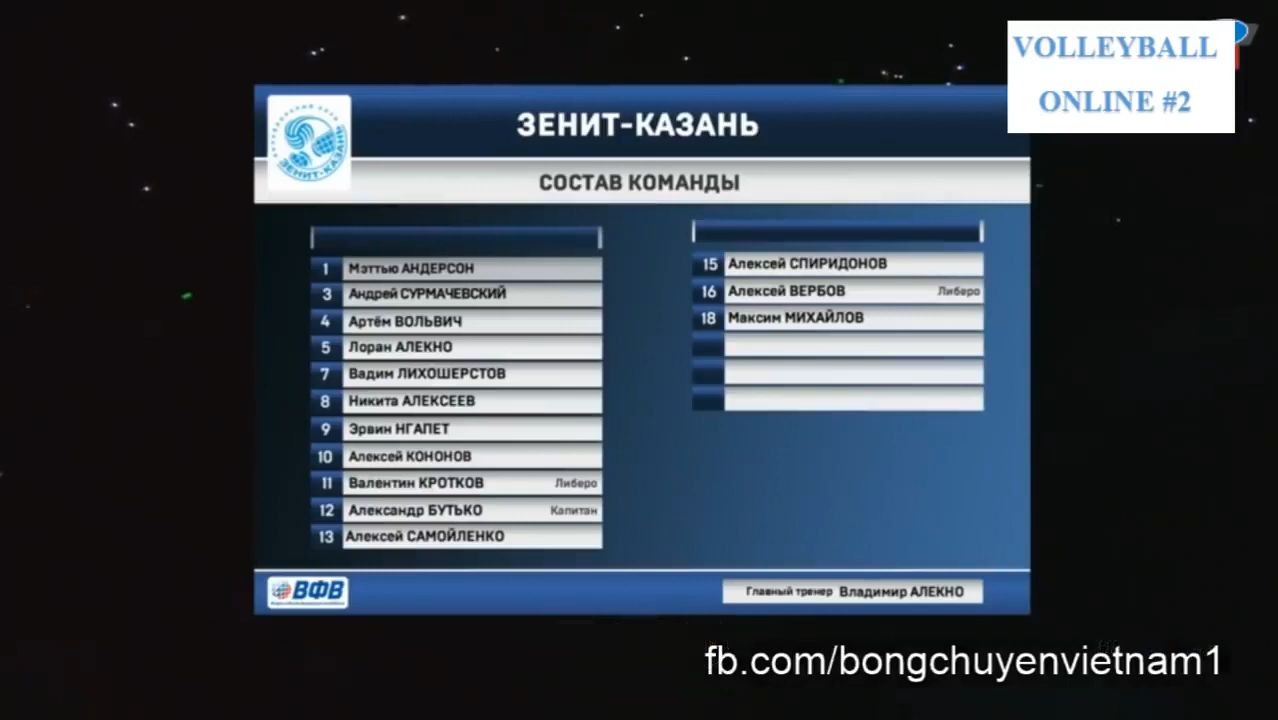 VOLLEYBALL
ONLINE #2
ЗЕНИТ-КАЗАНЬ
ЗЕНИТ-КАЗАНЬ
СОСТАВ КОМАНДЫ
1 Мэттью АНДЕРСОН
3 Андрей СУРМАЧЕВСКИЙ
4 Артём ВОЛЬВИЧ
5 Лоран АЛЕКНО
7 Вадим ЛИХОШЕРСТОВ
8 Никита АЛЕКСЕЕВ
9 Эрвин НГАПЕТ
10 Алексей КОНОНОВ
11 Валентин КРОТКОВ Либеро
12 Александр БУТЬКО Капитан
13 Алексей САМОЙЛЕНКО
15 Алексей СПИРИДОНОВ
16 Алексей ВЕРБОВ Либеро
18 Максим МИХАЙЛОВ
ВФВ
Главный тренер Владимир АЛЕКНО
fb.com/bongchuyenvietnam1